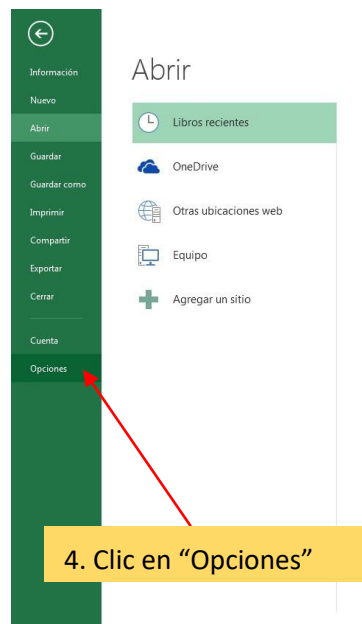 Información
Nuevo
Abrir
Guardar
Guardar como
Imprimir
Compartir
Exportar
Cerrar
Cuenta
Opciones
Abrir
Libros recientes
OneDrive
Otras ubicaciones web
Equipo
Agregar un sitio
4. Clic en “Opciones”